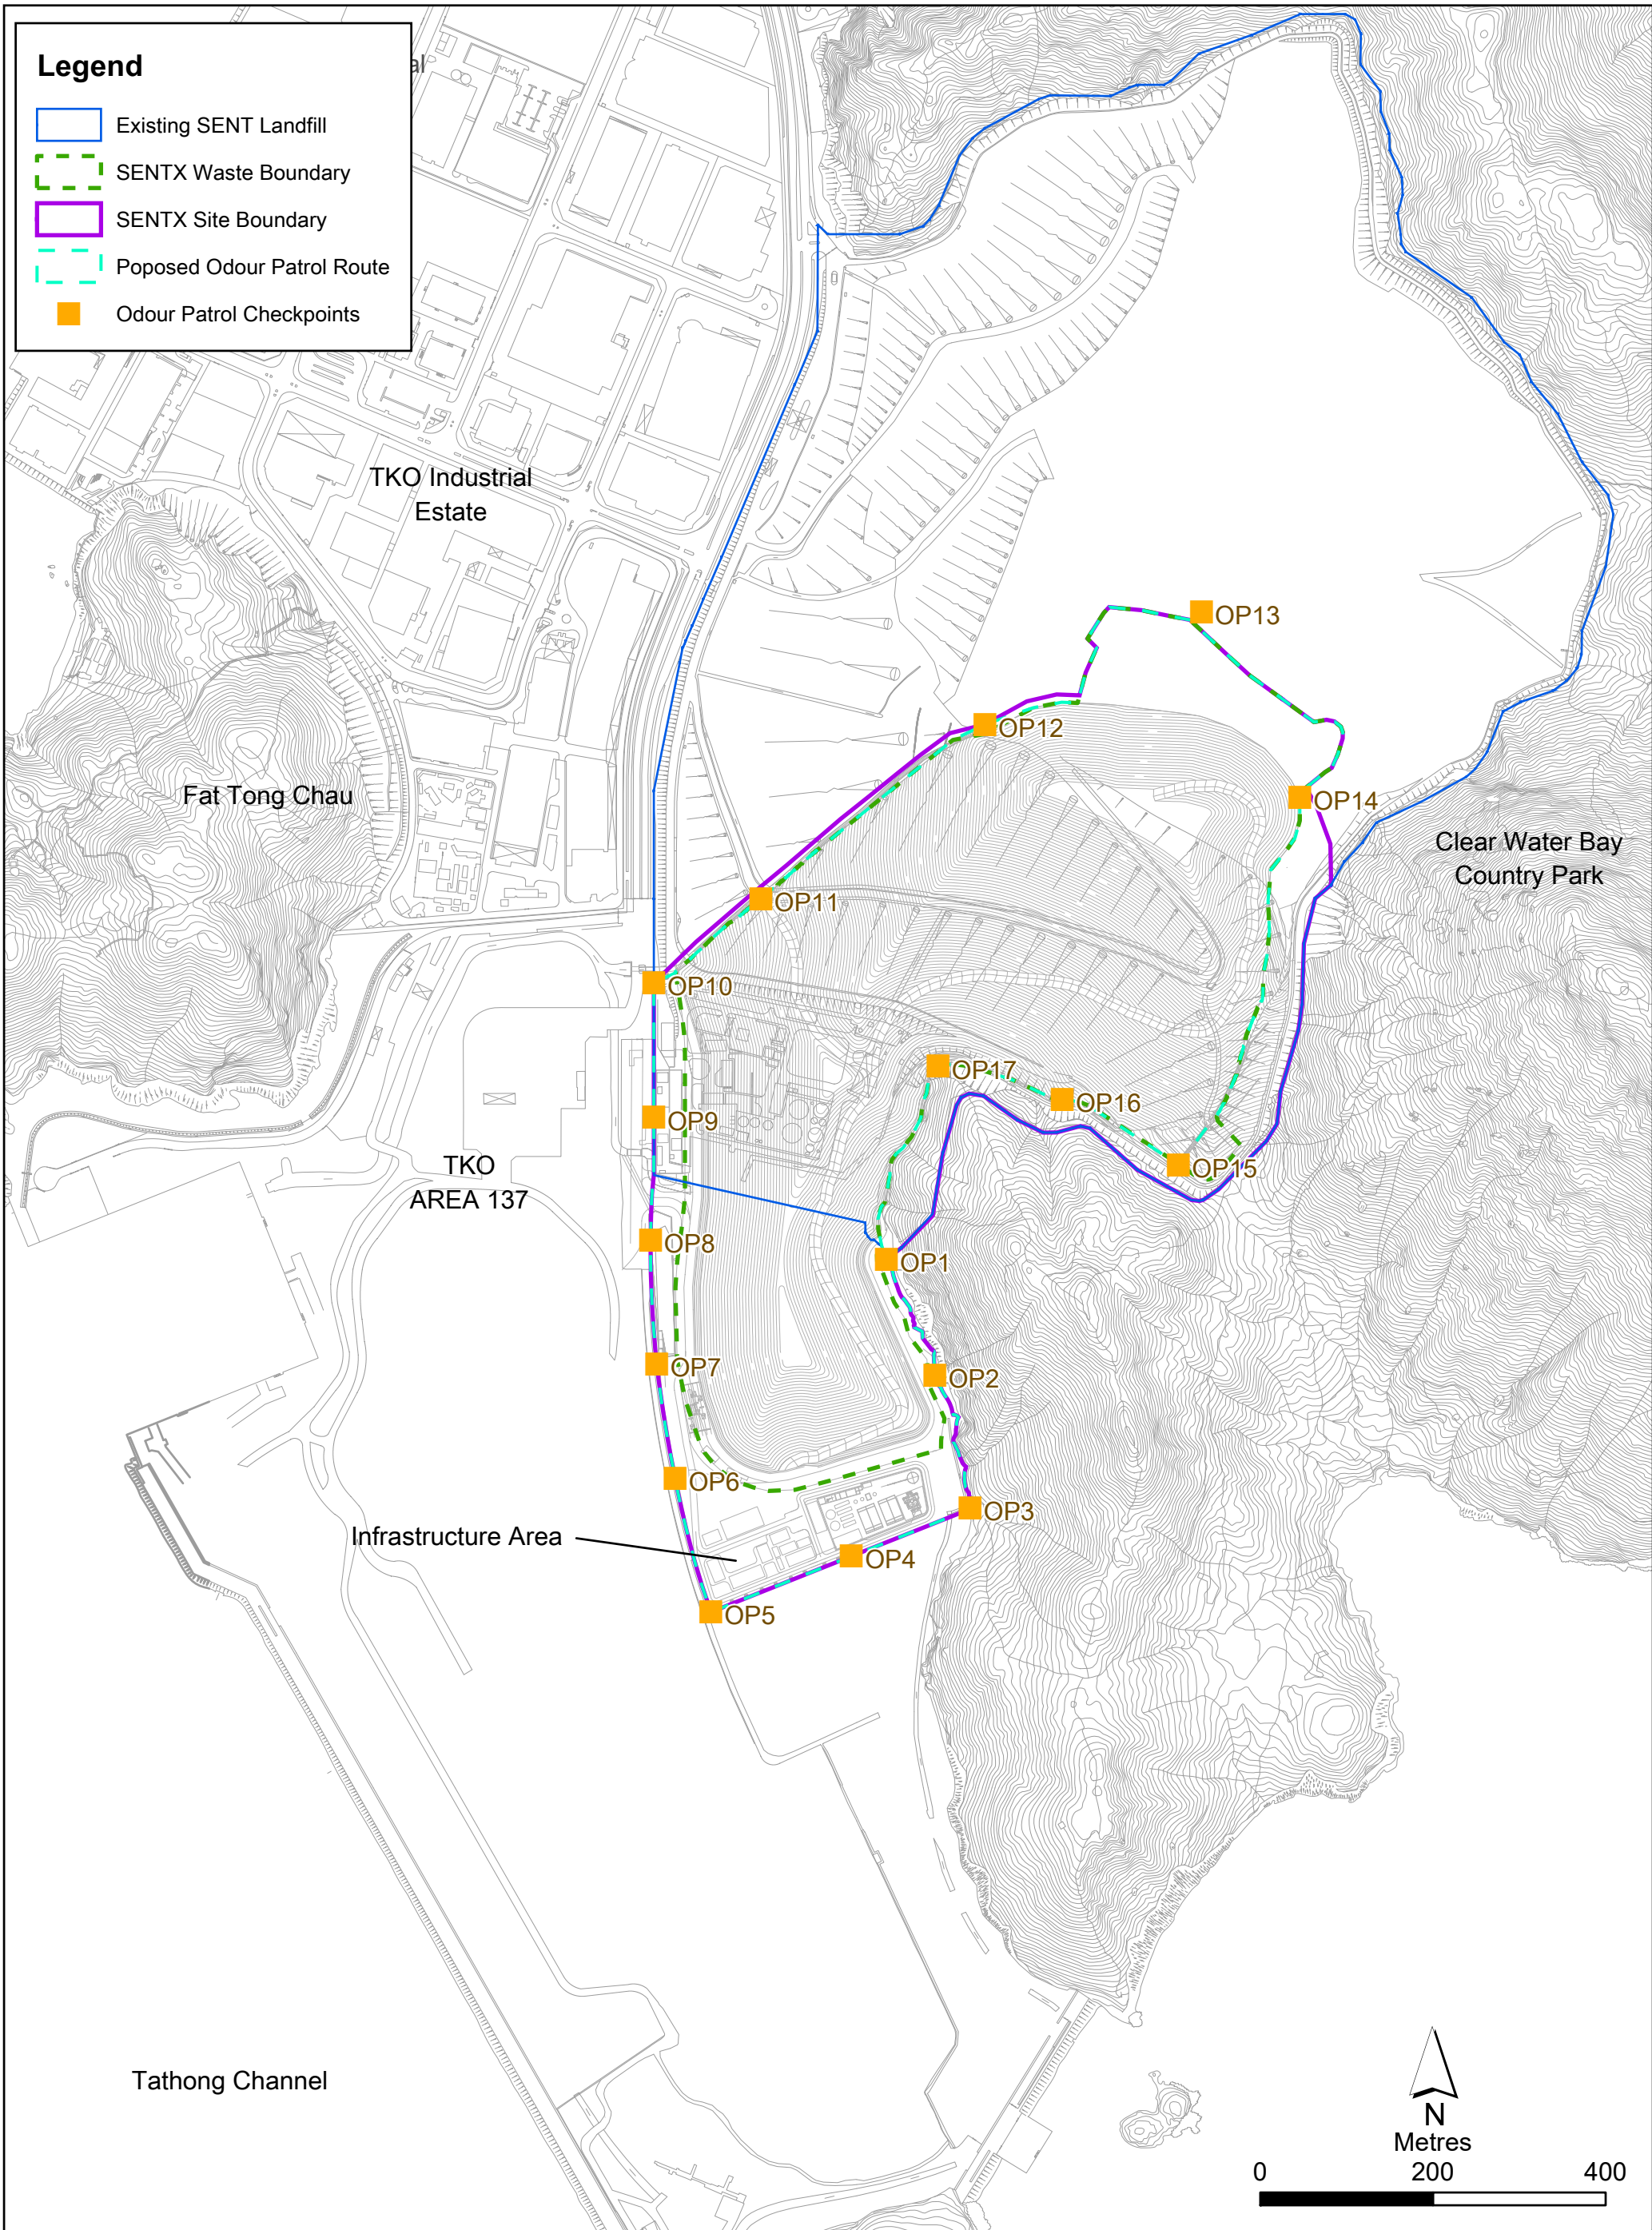 Legend
al
Existing SENT Landfill
SENTX Waste Boundary
SENTX Site Boundary
Poposed Odour Patrol Route
Odour Patrol Checkpoints
TKO Industrial
Estate
OP13
OP12
Fat Tong Chau
OP14
Clear Water Bay
Country Park
OP11
OP10
OP17
OP16
OP9
TKO
AREA 137
OP15
OP8
OP1
OP7
OP2
OP6
OP3
Infrastructure Area
OP4
OP5
Tathong Channel
N
Metres
0 200 400